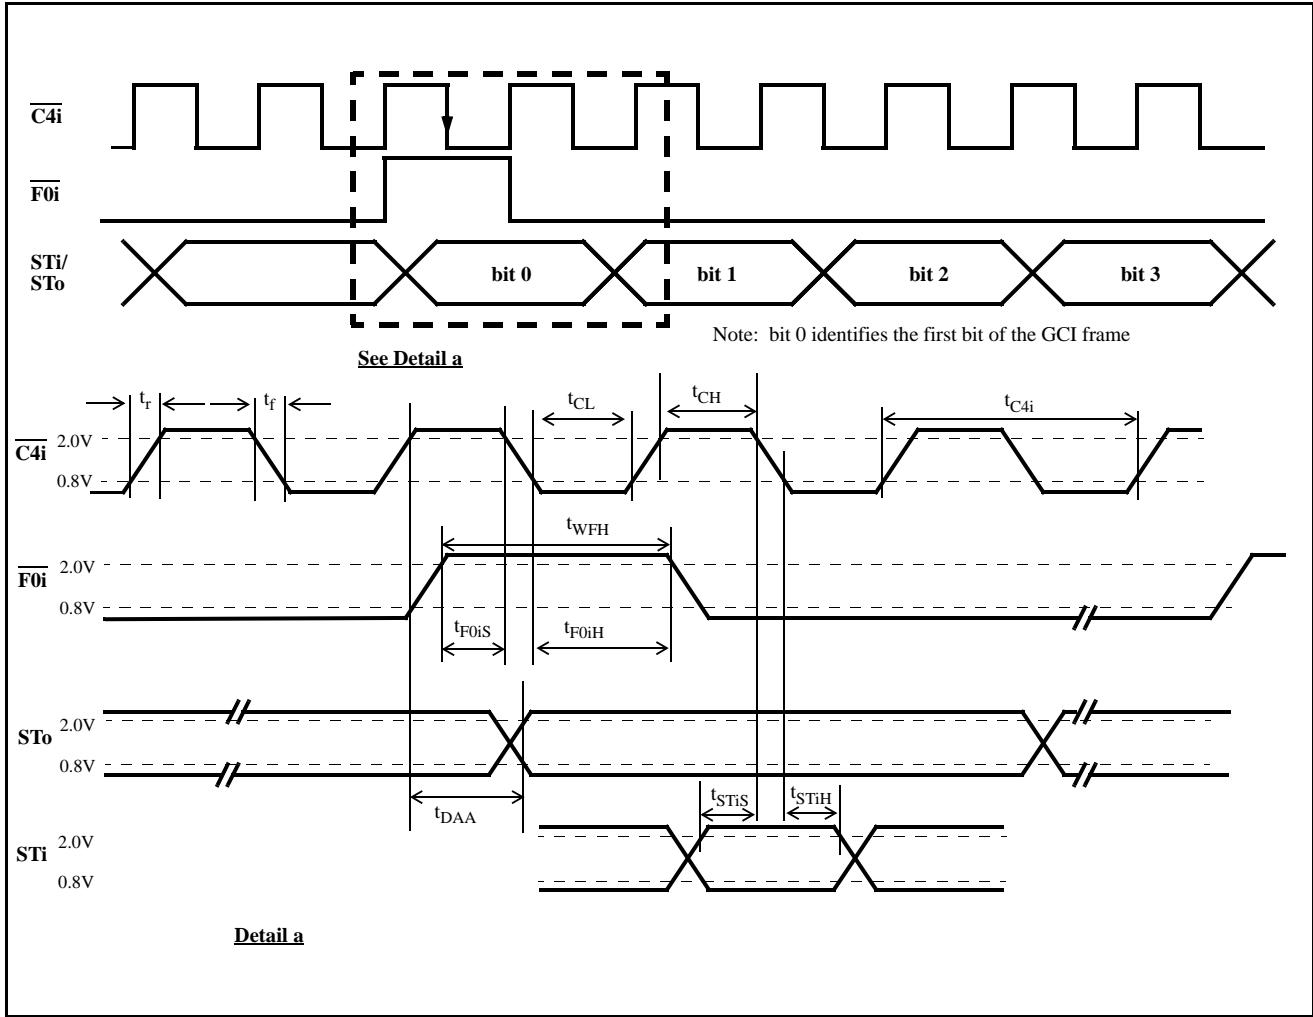 C4i
F0i
STi/
STo
bit 0 bit 1 bit 2 bit 3
Note: bit 0 identifies the first bit of the GCI frame
See Detail a
tr tf tCL tCH tC4i
C4i 2.0V
0.8V
tWFH
F0i 2.0V
0.8V
tF0iS tF0iH
STo 2.0V
0.8V
tDAA tSTiS tSTiH
STi 2.0V
0.8V
Detail a